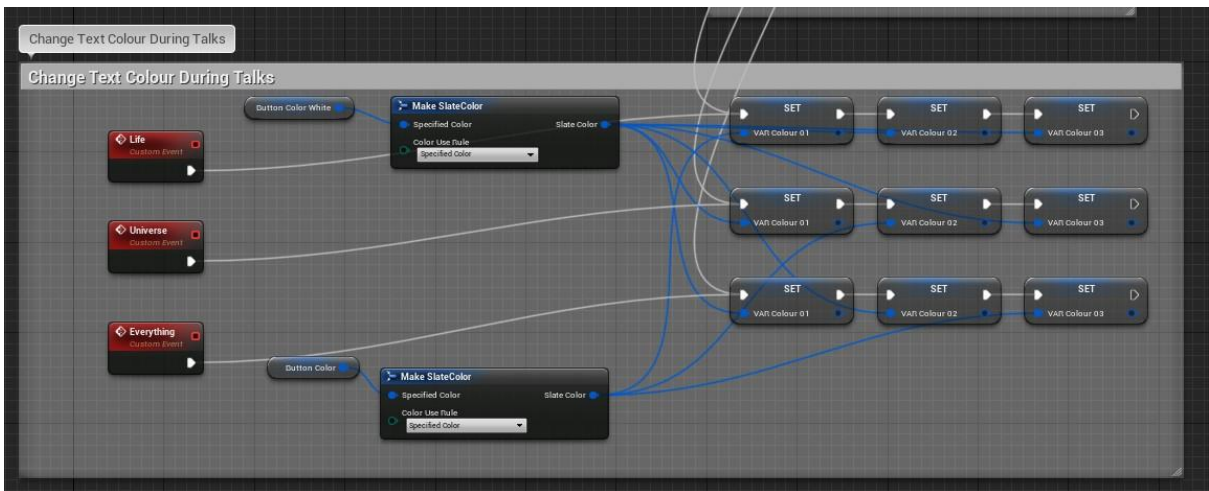 Change Text Colour During Talks
Change Text Colour During Talks
Button Color White
Make SlateColor
Specified Color
Slate Color
Color Use Rule
Specified Color
Life
Custom Event
SET
SET
SET
VAR Colour 01
VAR Colour 02
VAR Colour 03
Universe
Custom Event
SET
SET
SET
VAR Colour 01
VAR Colour 02
VAR Colour 03
Everything
Custom Event
SET
SET
SET
VAR Colour 01
VAR Colour 02
VAR Colour 03
Button Color
Make SlateColor
Specified Color
Slate Color
Color Use Rule
Specified Color